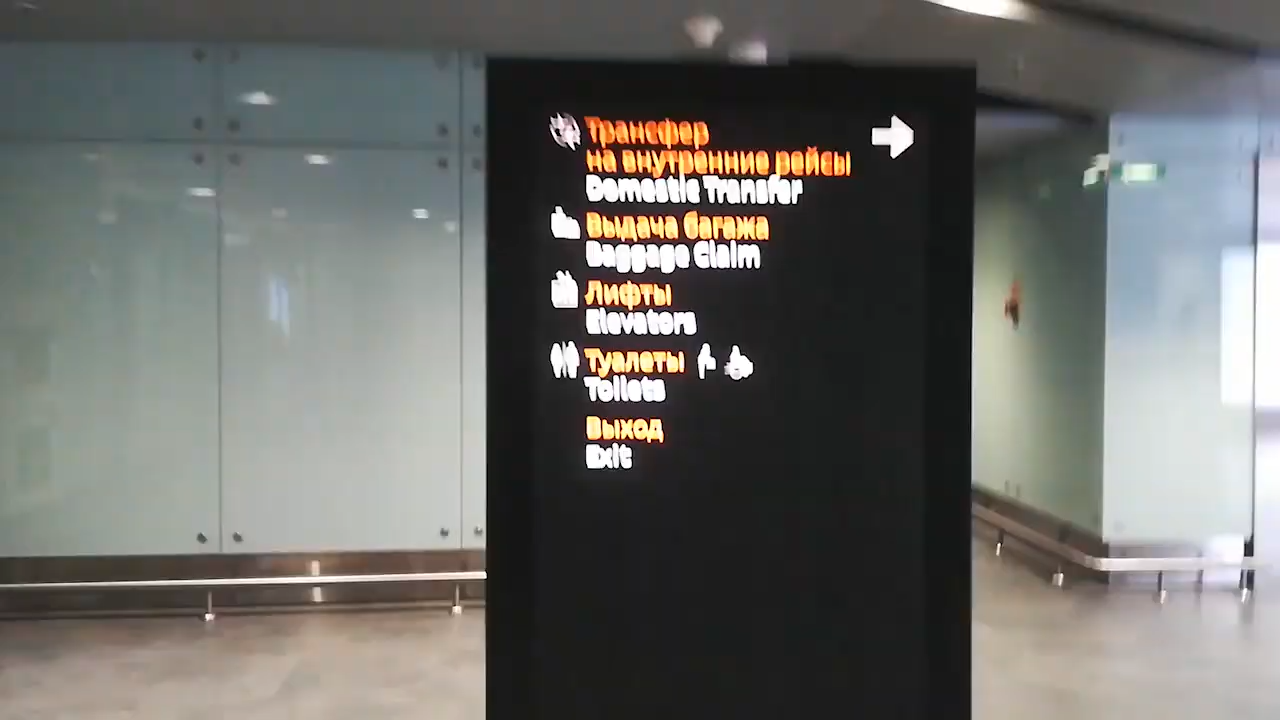 Трансфер
на внутренние рейсы
Domestic Transfer
Выдача багажа
Baggage Claim
Лифты
Elevators
Туалеты
Toilets
Выход
Exit